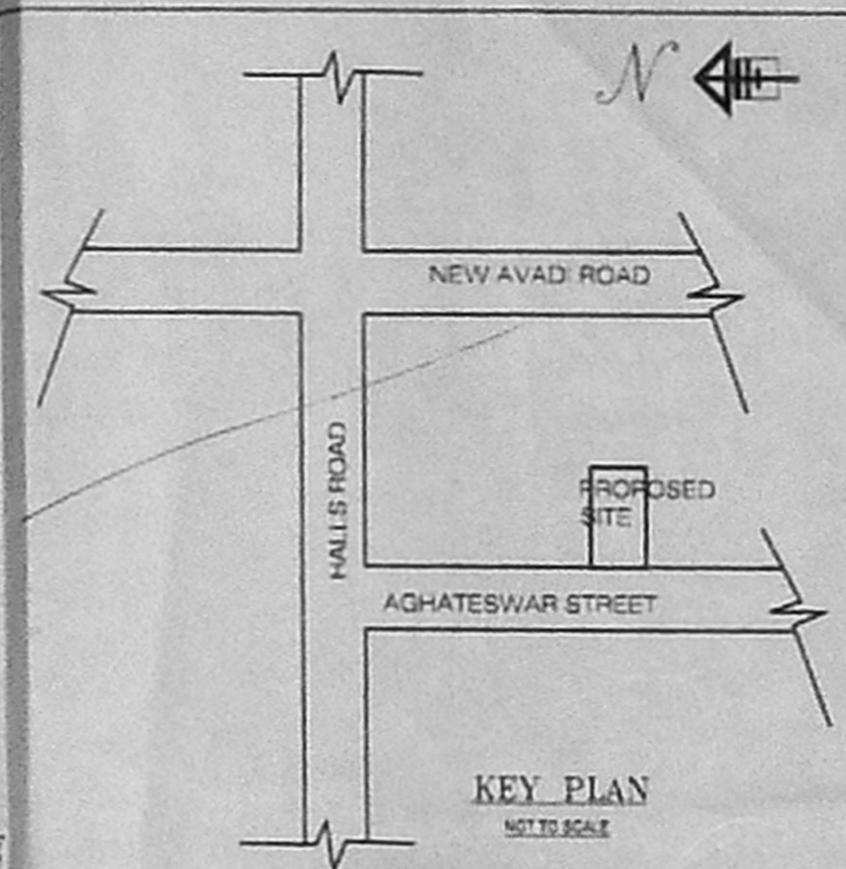 N
NEW AVADI ROAD
HALLS ROAD
PROPOSED
SITE
AGHATESWAR STREET
KEY PLAN
NOT TO SCALE